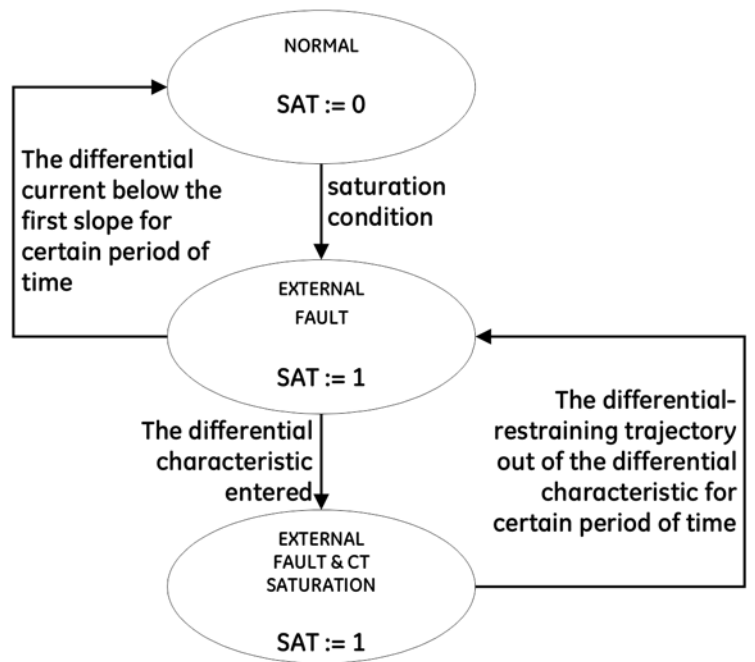 NORMAL
SAT := 0
The differential
current below the
first slope for
certain period of
time
saturation
condition
EXTERNAL
FAULT
SAT := 1
The differential
characteristic
entered
The differential-
restraining trajectory
out of the differential
characteristic for
certain period of time
EXTERNAL
FAULT & CT
SATURATION
SAT := 1